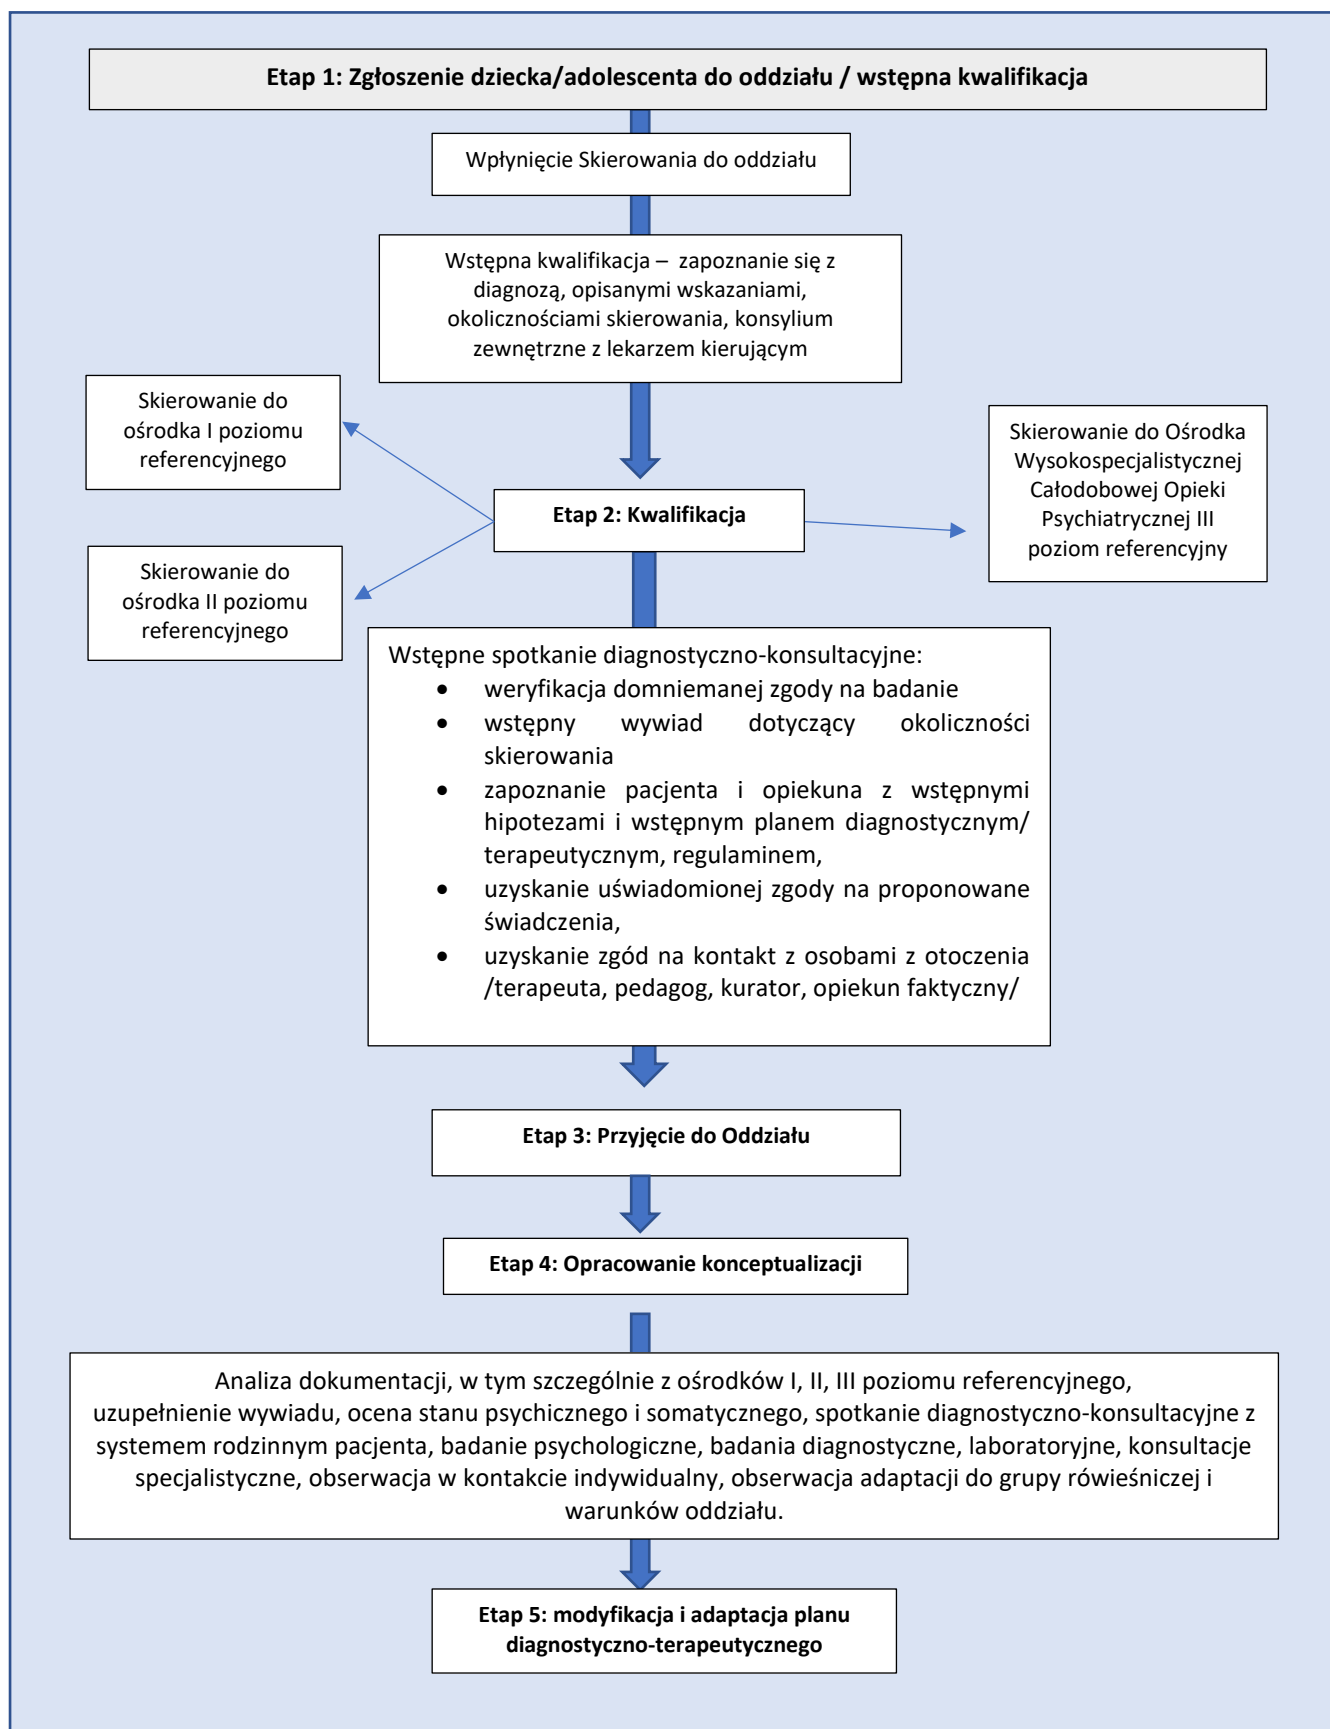 Etap 1: Zgłoszenie dziecka/adolescenta do oddziału / wstępna kwalifikacja
Wpłynięcie Skierowania do oddziału
Wstępna kwalifikacja – zapoznanie się z
diagnozą, opisanymi wskazaniami,
okolicznościami skierowania, konsylium
zewnętrzne z lekarzem kierującym
Skierowanie do
ośrodka I poziomu
referencyjnego
Skierowanie do Ośrodka
Wysokospecjalistycznej
Całodobowej Opieki
Psychiatrycznej III
poziom referencyjny
Etap 2: Kwalifikacja
Skierowanie do
ośrodka II poziomu
referencyjnego
Wstępne spotkanie diagnostyczno-konsultacyjne:
• weryfikacja domniemanej zgody na badanie
• wstępny wywiad dotyczący okoliczności
skierowania
• zapoznanie pacjenta i opiekuna z wstępnymi
hipotezami i wstępnym planem diagnostycznym/
terapeutycznym, regulaminem,
• uzyskanie uświadomionej zgody na proponowane
świadczenia,
• uzyskanie zgód na kontakt z osobami z otoczenia
/terapeuta, pedagog, kurator, opiekun faktyczny/
Etap 3: Przyjęcie do Oddziału
Etap 4: Opracowanie konceptualizacji
Analiza dokumentacji, w tym szczególnie z ośrodków I, II, III poziomu referencyjnego,
uzupełnienie wywiadu, ocena stanu psychicznego i somatycznego, spotkanie diagnostyczno-konsultacyjne z
systemem rodzinnym pacjenta, badanie psychologiczne, badania diagnostyczne, laboratoryjne, konsultacje
specjalistyczne, obserwacja w kontakcie indywidualny, obserwacja adaptacji do grupy rówieśniczej i
warunków oddziału.
Etap 5: modyfikacja i adaptacja planu
diagnostyczno-terapeutycznego